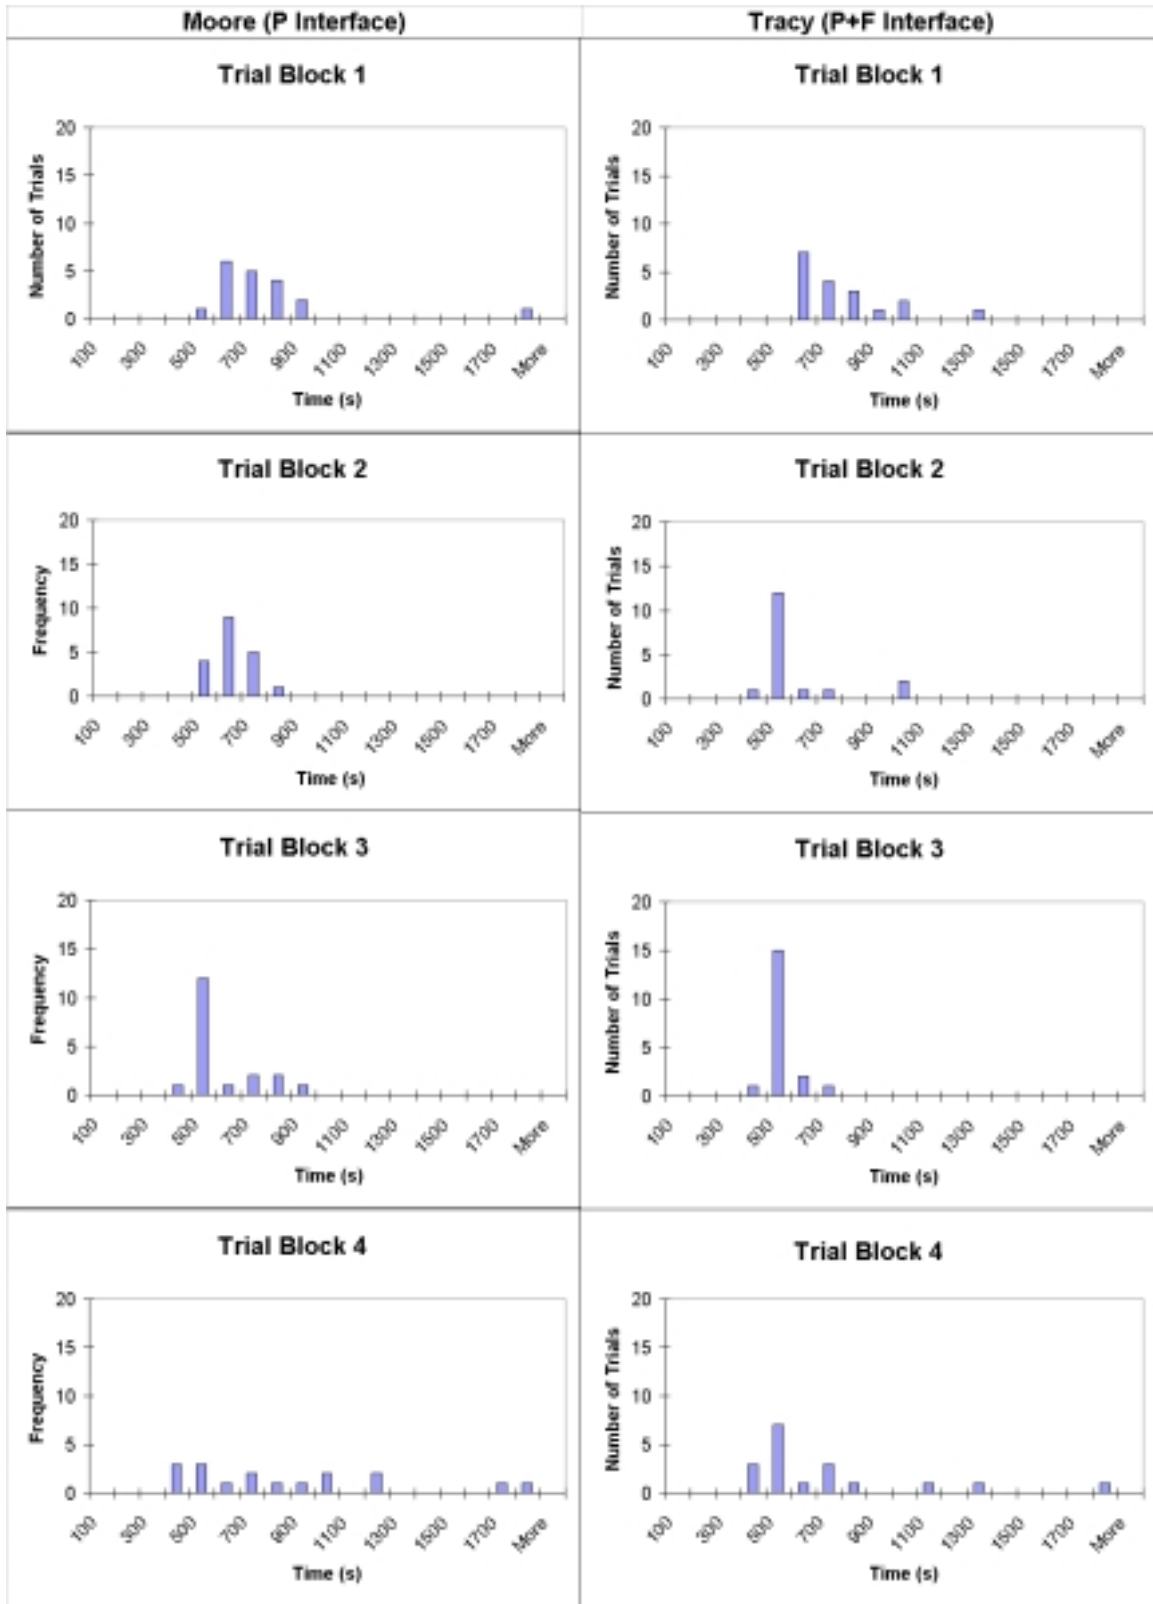 Moore (P Interface)
Tracy (P+F Interface)
Trial Block 1
Number of Trials
20
15
10
5
0
100 300 500 700 900 1100 1300 1500 1700 More
Time (s)
Trial Block 1
Number of Trials
20
15
10
5
0
100 300 500 700 900 1100 1300 1500 1700 More
Time (s)
Trial Block 2
Frequency
20
15
10
5
0
100 300 500 700 900 1100 1300 1500 1700 More
Time (s)
Trial Block 2
Number of Trials
20
15
10
5
0
100 300 500 700 900 1100 1300 1500 1700 More
Time (s)
Trial Block 3
Frequency
20
15
10
5
0
100 300 500 700 900 1100 1300 1500 1700 More
Time (s)
Trial Block 3
Number of Trials
20
15
10
5
0
100 300 500 700 900 1100 1300 1500 1700 More
Time (s)
Trial Block 4
Frequency
20
15
10
5
0
100 300 500 700 900 1100 1300 1500 1700 More
Time (s)
Trial Block 4
Number of Trials
20
15
10
5
0
100 300 500 700 900 1100 1300 1500 1700 More
Time (s)